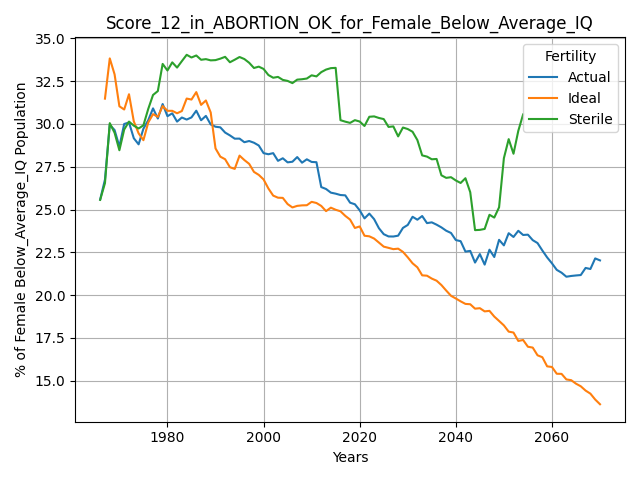 Score_12_in_ABORTION_OK_for_Female_Below_Average_IQ
% of Female Below_Average_IQ Population
35.0
32.5
30.0
27.5
25.0
22.5
20.0
17.5
15.0
Fertility
Actual
Ideal
Sterile
1980 2000 2020 2040 2060
Years